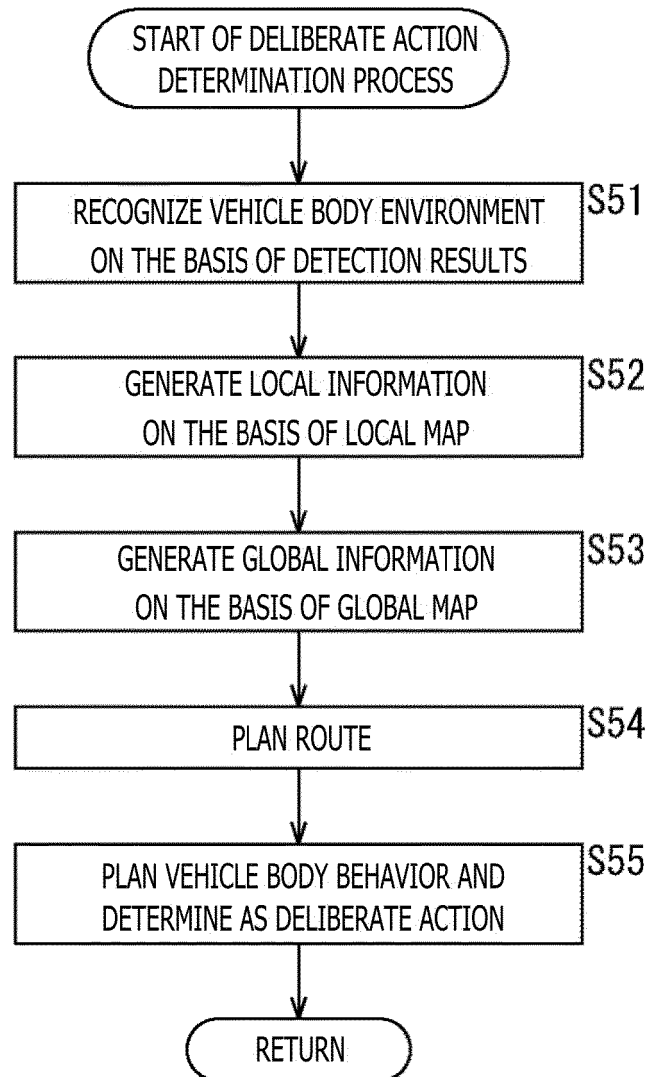 START OF DELIBERATE ACTION
DETERMINATION PROCESS
S51
RECOGNIZE VEHICLE BODY ENVIRONMENT
ON THE BASIS OF DETECTION RESULTS
S52
GENERATE LOCAL INFORMATION
ON THE BASIS OF LOCAL MAP
S53
GENERATE GLOBAL INFORMATION
ON THE BASIS OF GLOBAL MAP
S54
PLAN ROUTE
S55
PLAN VEHICLE BODY BEHAVIOR AND
DETERMINE AS DELIBERATE ACTION
RETURN